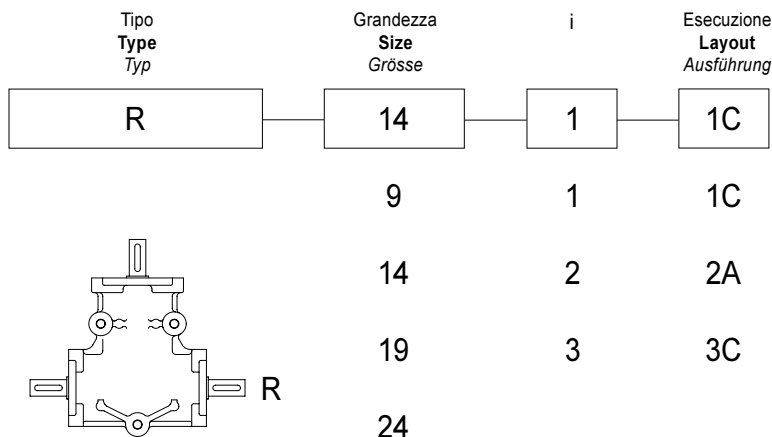 Tipo Grandezza i Esecuzione
Type Size Layout
Typ Grösse Ausführung
R 14 1 1C
9 1 1C
14 2 2A
19 3 3C
R
24